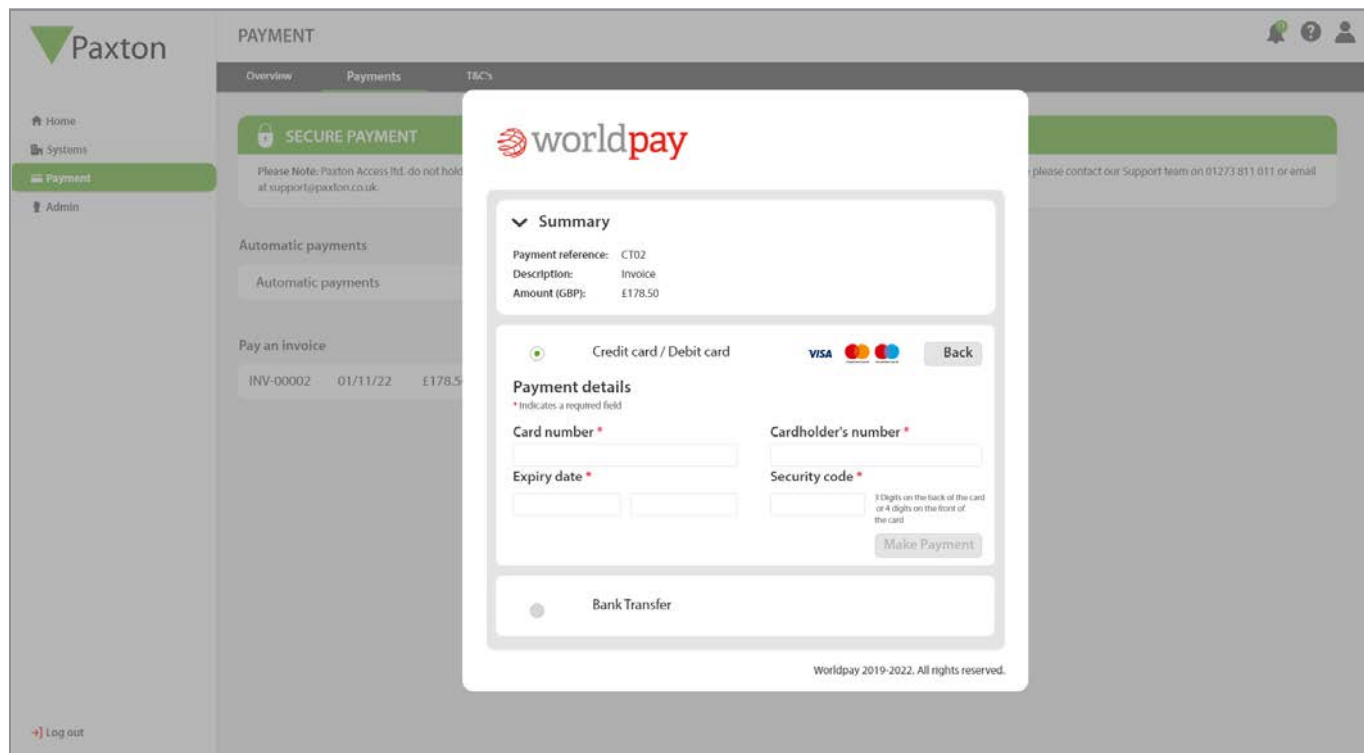 Paxton
PAYMENT
Overview Payments T&C's
Home
Systems
Payment
Admin
Log out
SECURE PAYMENT
Please Note: Paxton Access ltd. do not hold
please contact our Support team on 01273 811 011 or email
at support@paxton.co.uk.
Automatic payments
Automatic payments
Pay an invoice
INV-00002 01/11/22 £178.5
worldpay
Summary
Payment reference: CT02
Description: Invoice
Amount (GBP): £178.50
Credit card / Debit card VISA Back
Payment details
* Indicates a required field
Card number * Cardholder's number *
Expiry date * Security code *
3 Digits on the back of the card
or 4 digits on the front of
the card
Make Payment
Bank Transfer
Worldpay 2019-2022. All rights reserved.